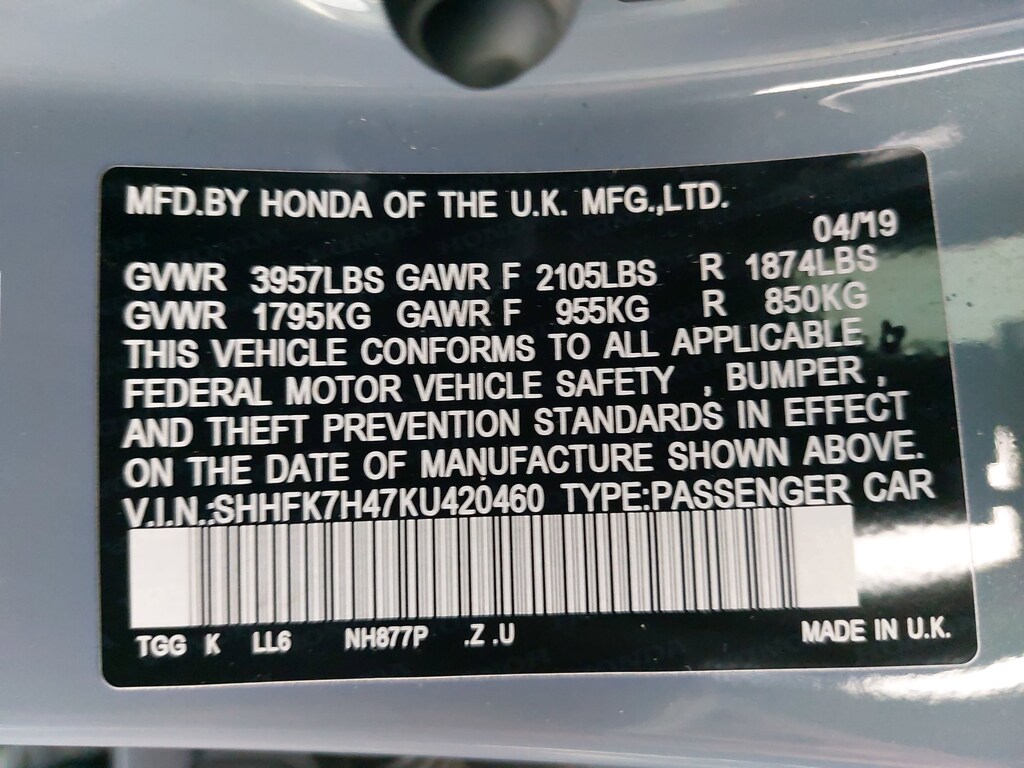 MFD.BY HONDA OF THE U.K. MFG.,LTD.
04/19
GVWR 3957LBS GAWR F 2105LBS R 1874LBS
GVWR 1795KG GAWR F 955KG R 850KG
THIS VEHICLE CONFORMS TO ALL APPLICABLE
FEDERAL MOTOR VEHICLE SAFETY , BUMPER ,
AND THEFT PREVENTION STANDARDS IN EFFECT
ON THE DATE OF MANUFACTURE SHOWN ABOVE.
V.I.N.:SHHFK7H47KU420460 TYPE:PASSENGER CAR
TGG K LL6 NH877P .Z .U MADE IN U.K.